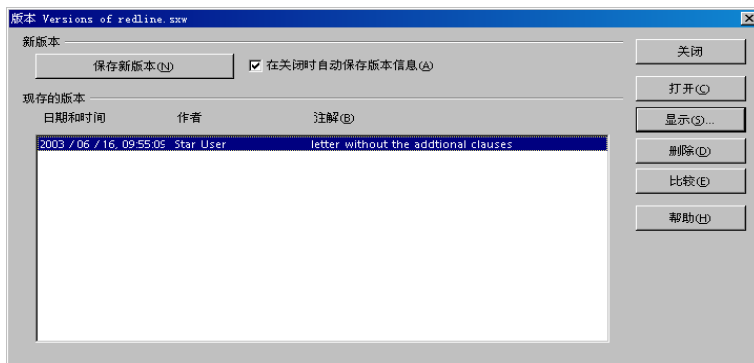 版本 Versions of redline.sxw
新版本
保存新版本(N)
在关闭时自动保存版本信息(A)
关闭
打开(C)
显示(S)...
删除(D)
比较(E)
帮助(H)
现存的版本
日期和时间 作者 注解(B)
2003 / 06 / 16, 09:55:09 Star User letter without the addtional clauses